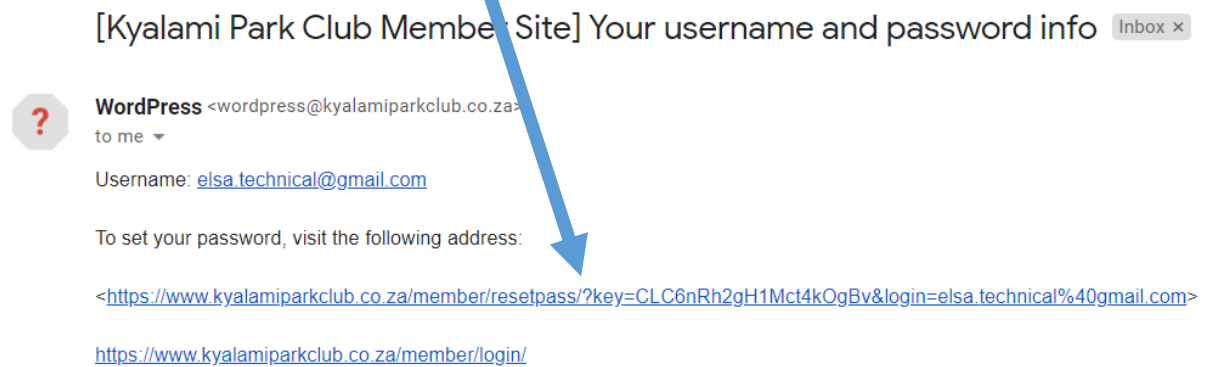 [Kyalami Park Club Member Site] Your username and password info Inbox ×
?
WordPress <wordpress@kyalamiparkclub.co.za>
to me
Username: elsa.technical@gmail.com
To set your password, visit the following address:
<https://www.kyalamiparkclub.co.za/member/resetpass/?key=CLC6nRh2gH1Mct4kOgBv&login=elsa.technical%40gmail.com>
https://www.kyalamiparkclub.co.za/member/login/